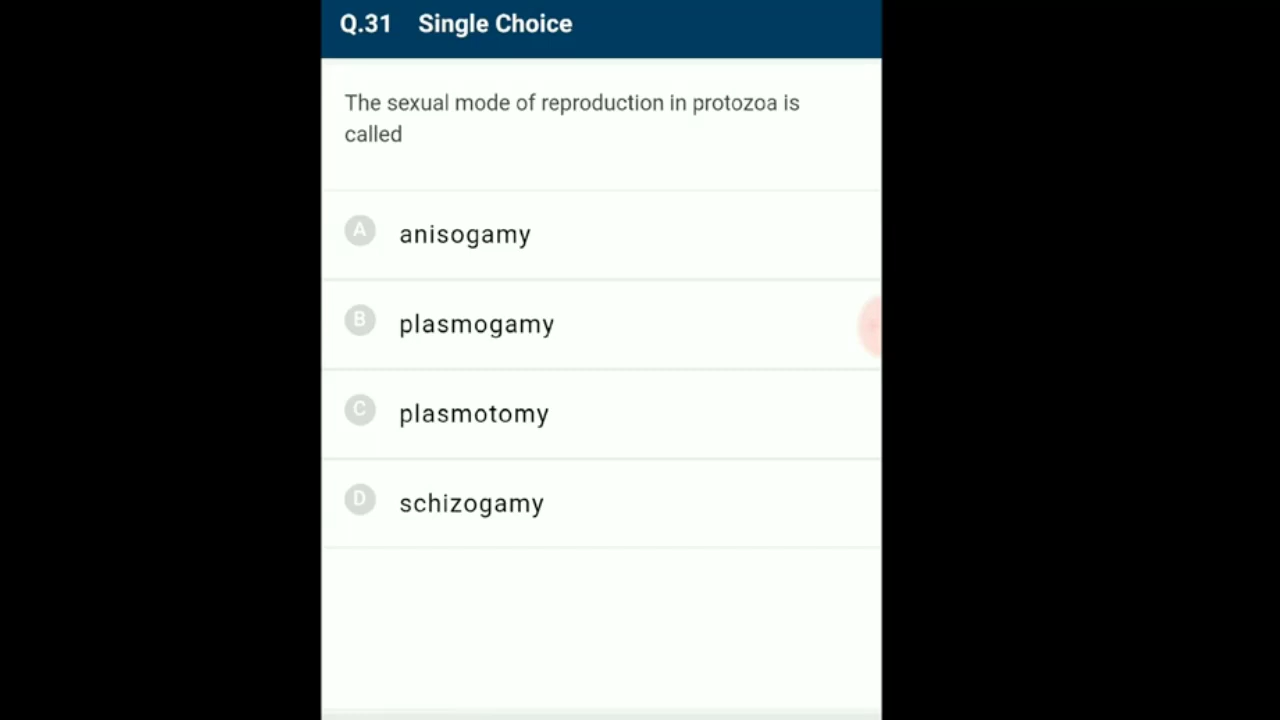 Q.31 Single Choice
The sexual mode of reproduction in protozoa is
called
A anisogamy
B plasmogamy
C plasmotomy
D schizogamy